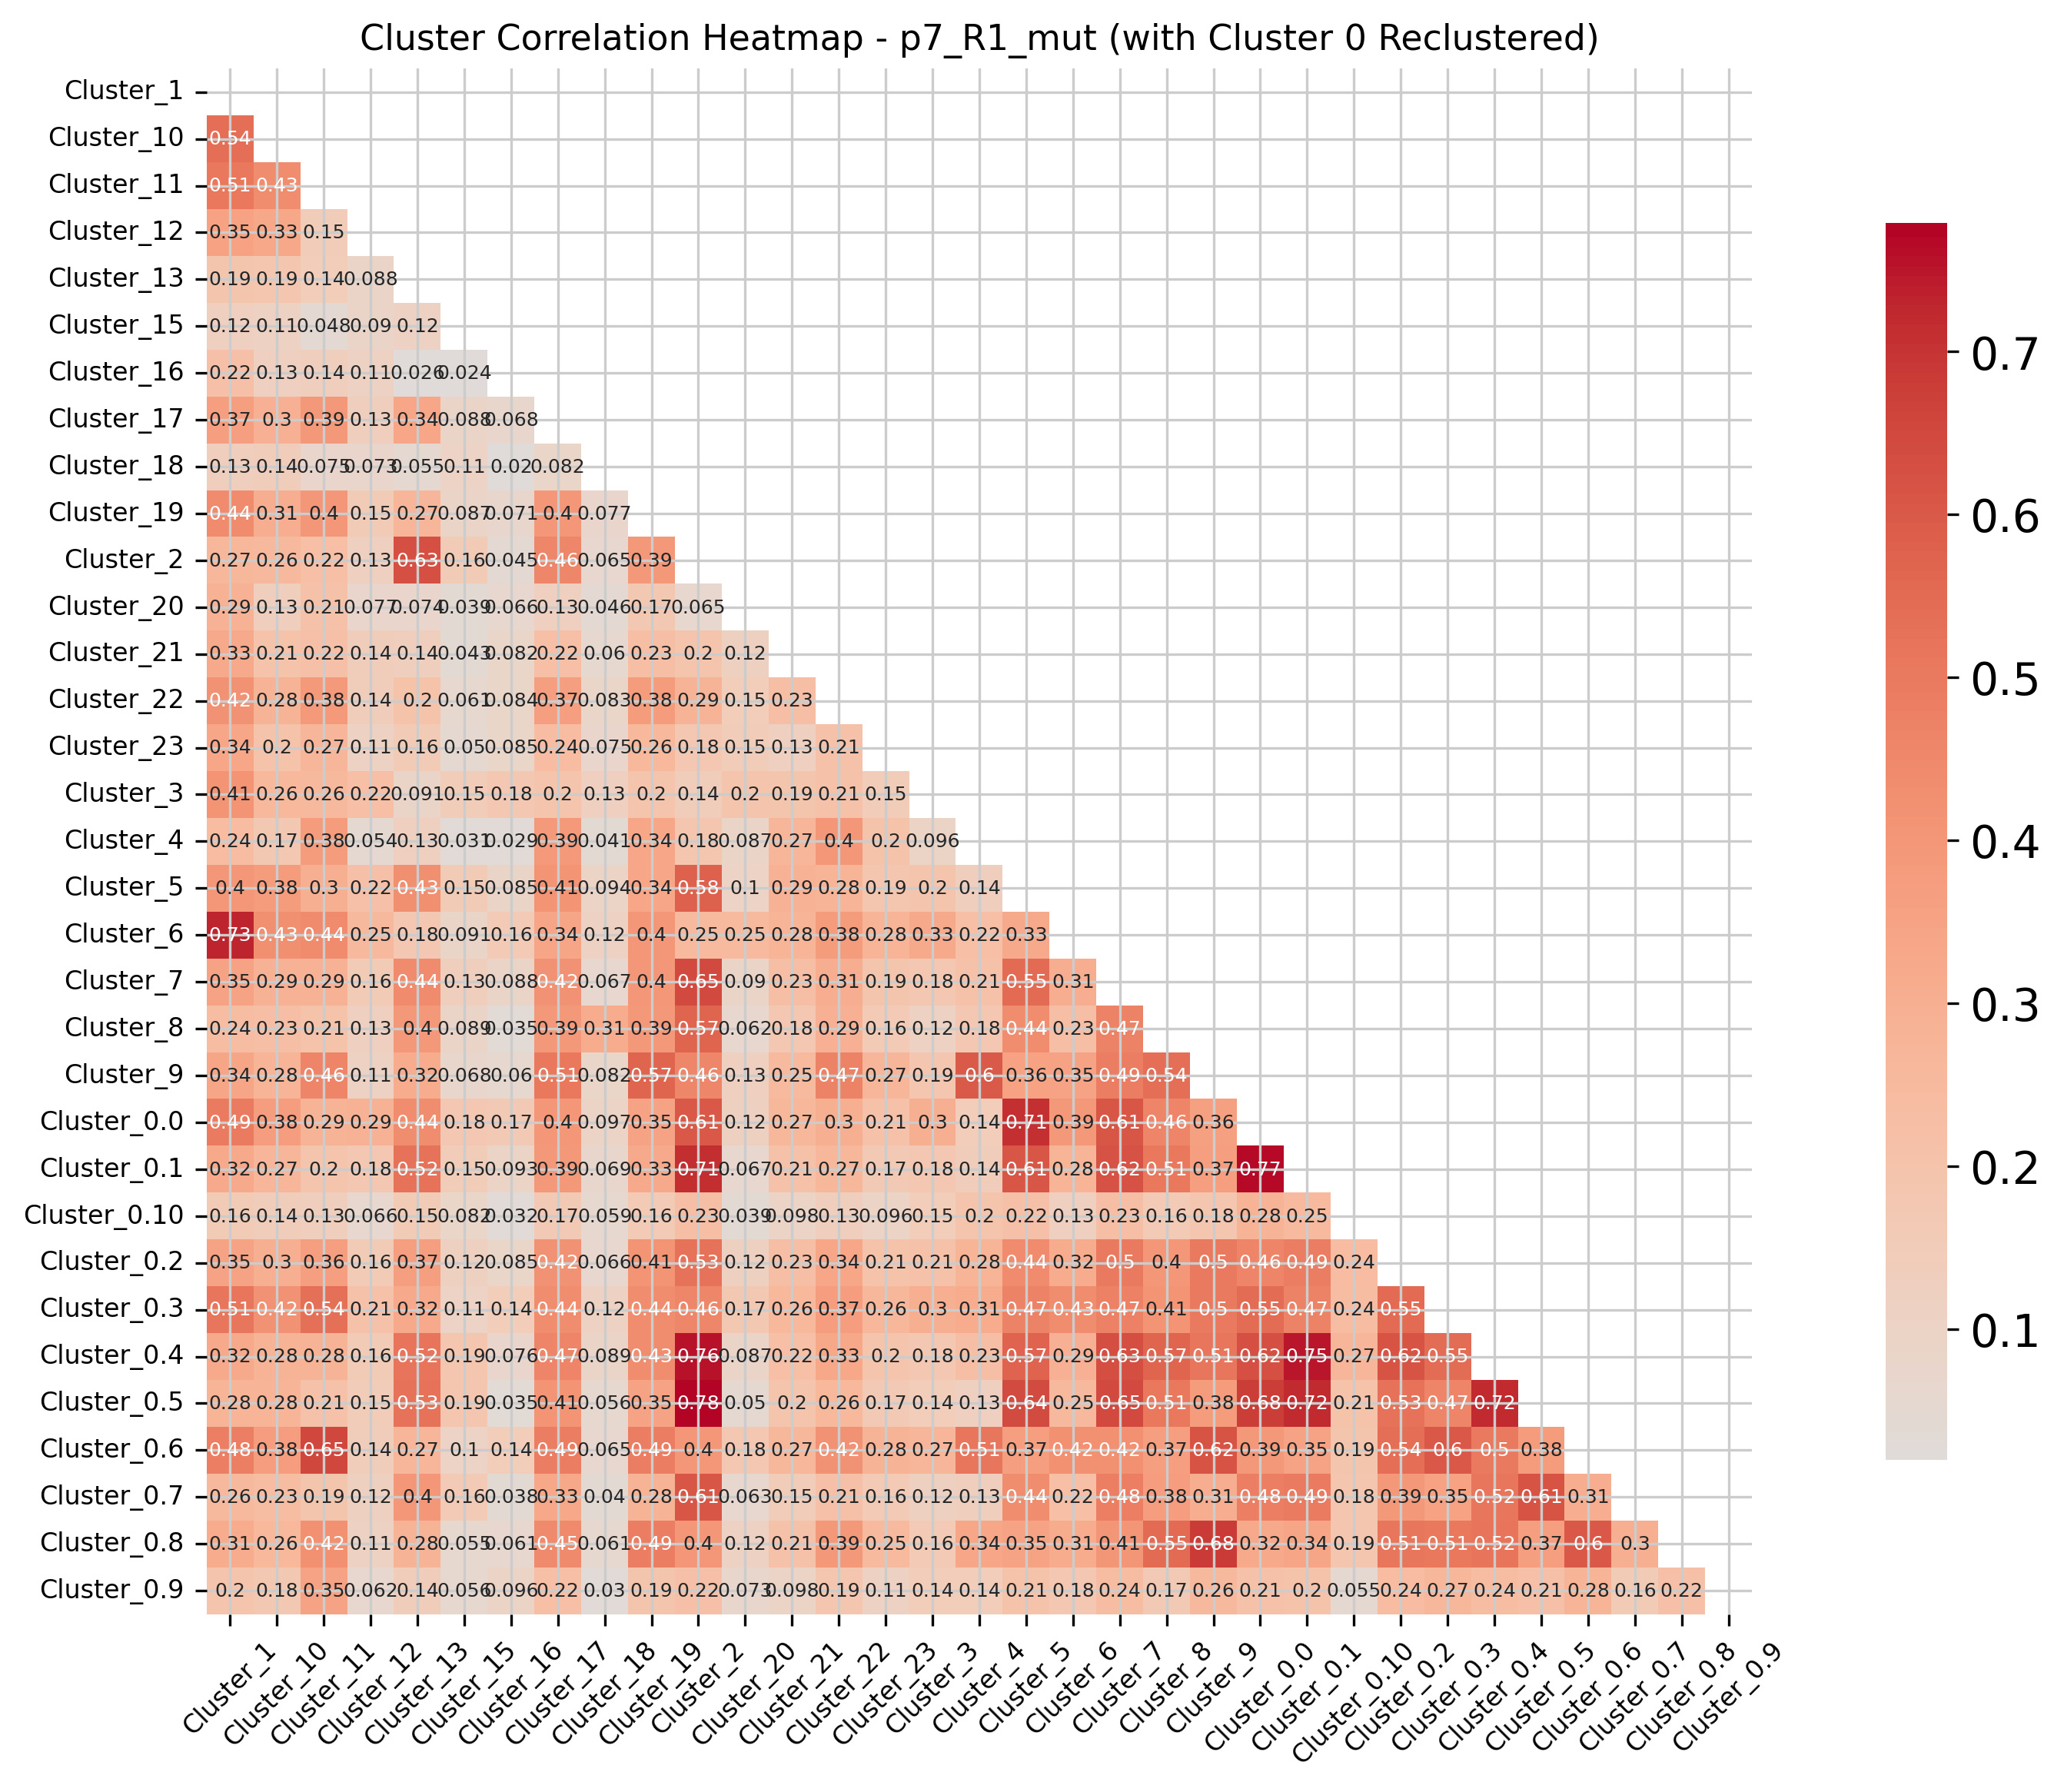 Cluster Correlation Heatmap - p7_R1_mut (with Cluster 0 Reclustered)
Cluster_1
Cluster_10 0.54
Cluster_11 0.51 0.43
Cluster_12 0.35 0.33 0.15
Cluster_13 0.19 0.19 0.14 0.088
Cluster_15 0.12 0.11 0.048 0.09 0.12
Cluster_16 0.22 0.13 0.14 0.11 0.026 0.024
Cluster_17 0.37 0.3 0.39 0.13 0.34 0.088 0.068
Cluster_18 0.13 0.14 0.075 0.073 0.055 0.11 0.02 0.082
Cluster_19 0.44 0.31 0.4 0.15 0.27 0.087 0.071 0.4 0.077
Cluster_2 0.27 0.26 0.22 0.13 0.63 0.16 0.045 0.46 0.065 0.39
Cluster_20 0.29 0.13 0.21 0.077 0.074 0.039 0.066 0.13 0.046 0.17 0.065
Cluster_21 0.33 0.21 0.22 0.14 0.14 0.043 0.082 0.22 0.06 0.23 0.2 0.12
Cluster_22 0.42 0.28 0.38 0.14 0.2 0.061 0.084 0.37 0.083 0.38 0.29 0.15 0.23
Cluster_23 0.34 0.2 0.27 0.11 0.16 0.05 0.085 0.24 0.075 0.26 0.18 0.15 0.13 0.21
Cluster_3 0.41 0.26 0.26 0.22 0.091 0.15 0.18 0.2 0.13 0.2 0.14 0.2 0.19 0.21 0.15
Cluster_4 0.24 0.17 0.38 0.054 0.13 0.031 0.029 0.39 0.041 0.34 0.18 0.087 0.27 0.4 0.2 0.096
Cluster_5 0.4 0.38 0.3 0.22 0.43 0.15 0.085 0.41 0.094 0.34 0.58 0.1 0.29 0.28 0.19 0.2 0.14
Cluster_6 0.73 0.43 0.44 0.25 0.18 0.091 0.16 0.34 0.12 0.4 0.25 0.25 0.28 0.38 0.28 0.33 0.22 0.33
Cluster_7 0.35 0.29 0.29 0.16 0.44 0.13 0.088 0.42 0.067 0.4 0.65 0.09 0.23 0.31 0.19 0.18 0.21 0.55 0.31
Cluster_8 0.24 0.23 0.21 0.13 0.4 0.089 0.035 0.39 0.31 0.39 0.57 0.062 0.18 0.29 0.16 0.12 0.18 0.44 0.23 0.47
Cluster_9 0.34 0.28 0.46 0.11 0.32 0.068 0.06 0.51 0.082 0.57 0.46 0.13 0.25 0.47 0.27 0.19 0.6 0.36 0.35 0.49 0.54
Cluster_0.0 0.49 0.38 0.29 0.29 0.44 0.18 0.17 0.4 0.097 0.35 0.61 0.12 0.27 0.3 0.21 0.3 0.14 0.71 0.39 0.61 0.46 0.36
Cluster_0.1 0.32 0.27 0.2 0.18 0.52 0.15 0.093 0.39 0.069 0.33 0.71 0.067 0.21 0.27 0.17 0.18 0.14 0.61 0.28 0.62 0.51 0.37 0.77
Cluster_0.10 0.16 0.14 0.13 0.066 0.15 0.082 0.032 0.17 0.059 0.16 0.23 0.039 0.098 0.13 0.096 0.15 0.2 0.22 0.13 0.23 0.16 0.18 0.28 0.25
Cluster_0.2 0.35 0.3 0.36 0.16 0.37 0.12 0.085 0.42 0.066 0.41 0.53 0.12 0.23 0.34 0.21 0.21 0.28 0.44 0.32 0.5 0.4 0.5 0.46 0.49 0.24
Cluster_0.3 0.51 0.42 0.54 0.21 0.32 0.11 0.14 0.44 0.12 0.44 0.46 0.17 0.26 0.37 0.26 0.3 0.31 0.47 0.43 0.47 0.41 0.5 0.55 0.47 0.24 0.55
Cluster_0.4 0.32 0.28 0.28 0.16 0.52 0.19 0.076 0.47 0.089 0.43 0.76 0.087 0.22 0.33 0.2 0.18 0.23 0.57 0.29 0.63 0.57 0.51 0.62 0.75 0.27 0.62 0.55
Cluster_0.5 0.28 0.28 0.21 0.15 0.53 0.19 0.035 0.41 0.056 0.35 0.78 0.05 0.2 0.26 0.17 0.14 0.13 0.64 0.25 0.65 0.51 0.38 0.68 0.72 0.21 0.53 0.47 0.72
Cluster_0.6 0.48 0.38 0.65 0.14 0.27 0.1 0.14 0.49 0.065 0.49 0.4 0.18 0.27 0.42 0.28 0.27 0.51 0.37 0.42 0.42 0.37 0.62 0.39 0.35 0.19 0.54 0.6 0.5 0.38
Cluster_0.7 0.26 0.23 0.19 0.12 0.4 0.16 0.038 0.33 0.04 0.28 0.61 0.063 0.15 0.21 0.16 0.12 0.13 0.44 0.22 0.48 0.38 0.31 0.48 0.49 0.18 0.39 0.35 0.52 0.61 0.31
Cluster_0.8 0.31 0.26 0.42 0.11 0.28 0.055 0.061 0.45 0.061 0.49 0.4 0.12 0.21 0.39 0.25 0.16 0.34 0.35 0.31 0.41 0.55 0.68 0.32 0.34 0.19 0.51 0.51 0.52 0.37 0.6 0.3
Cluster_0.9 0.2 0.18 0.35 0.062 0.14 0.056 0.096 0.22 0.03 0.19 0.22 0.073 0.098 0.19 0.11 0.14 0.14 0.21 0.18 0.24 0.17 0.26 0.21 0.2 0.055 0.24 0.27 0.24 0.21 0.28 0.16 0.22
Cluster_1
Cluster_10
Cluster_11
Cluster_12
Cluster_13
Cluster_15
Cluster_16
Cluster_17
Cluster_18
Cluster_19
Cluster_2
Cluster_20
Cluster_21
Cluster_22
Cluster_23
Cluster_3
Cluster_4
Cluster_5
Cluster_6
Cluster_7
Cluster_8
Cluster_9
Cluster_0.0
Cluster_0.1
Cluster_0.10
Cluster_0.2
Cluster_0.3
Cluster_0.4
Cluster_0.5
Cluster_0.6
Cluster_0.7
Cluster_0.8
Cluster_0.9
0.7
0.6
0.5
0.4
0.3
0.2
0.1